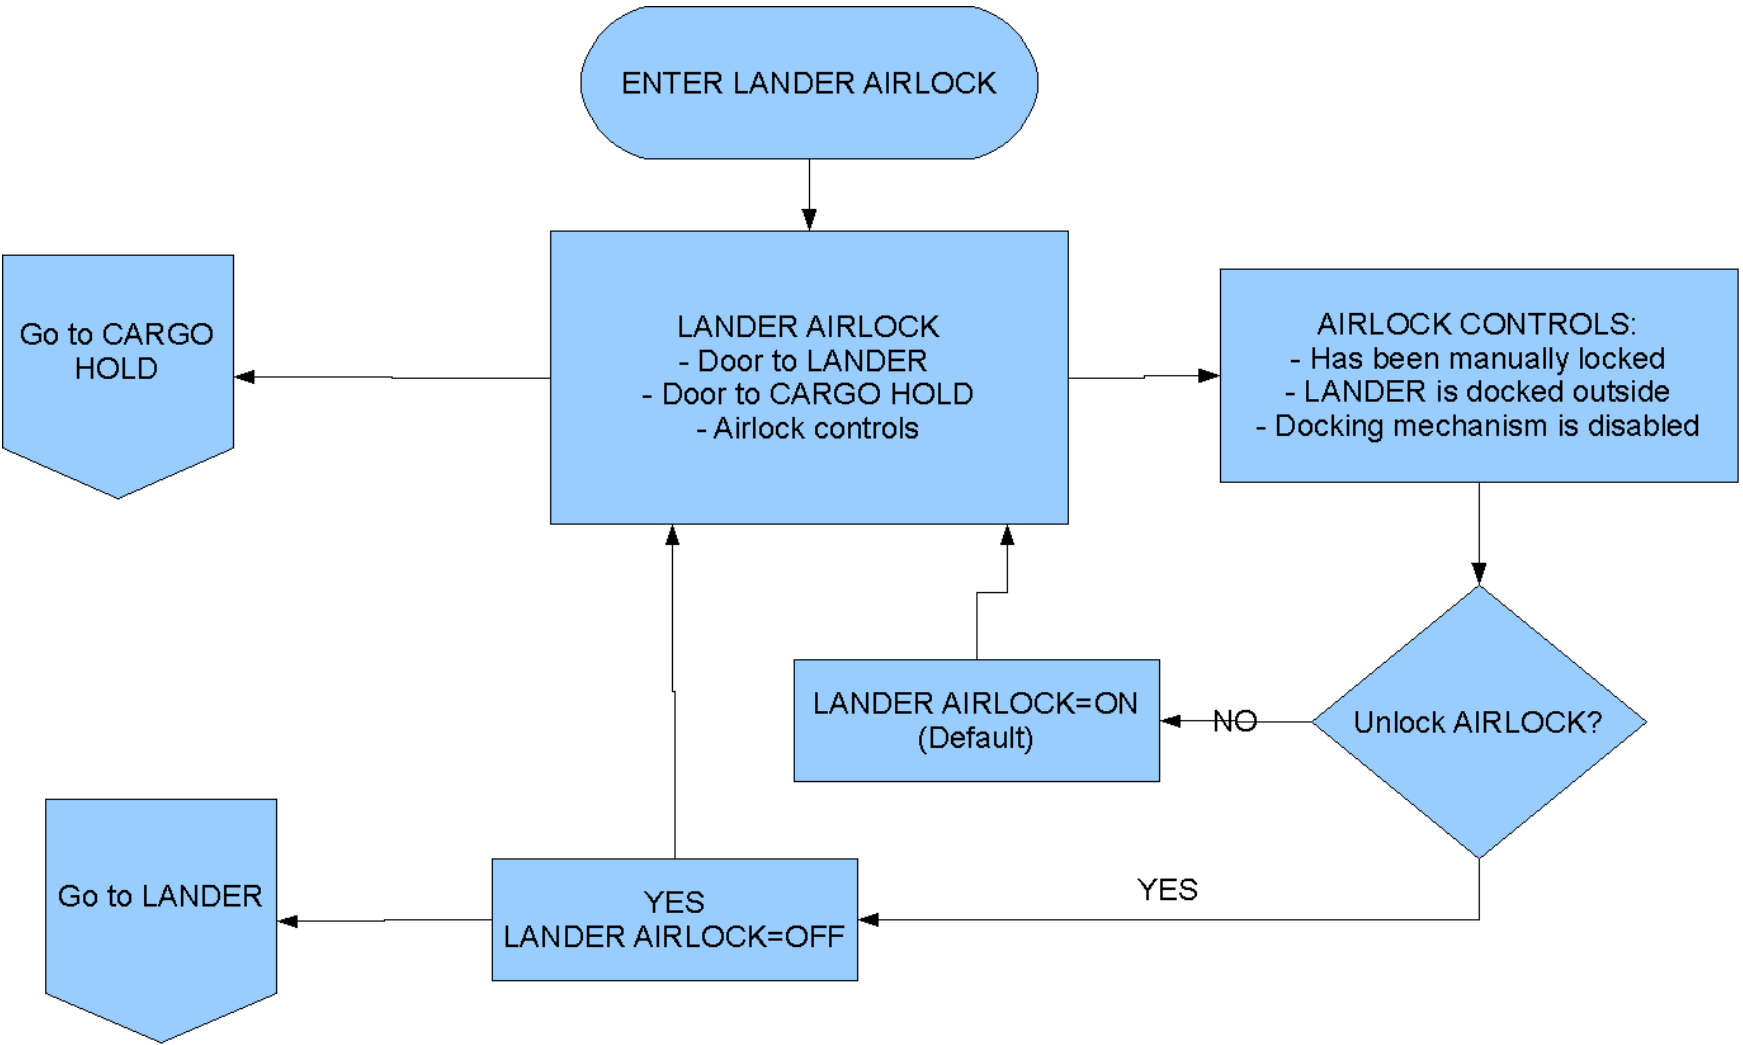 ENTER LANDER AIRLOCK
Go to CARGO
HOLD
LANDER AIRLOCK
- Door to LANDER
- Door to CARGO HOLD
- Airlock controls
AIRLOCK CONTROLS:
- Has been manually locked
- LANDER is docked outside
- Docking mechanism is disabled
LANDER AIRLOCK=ON
(Default)
NO
Unlock AIRLOCK?
Go to LANDER
YES
LANDER AIRLOCK=OFF
YES